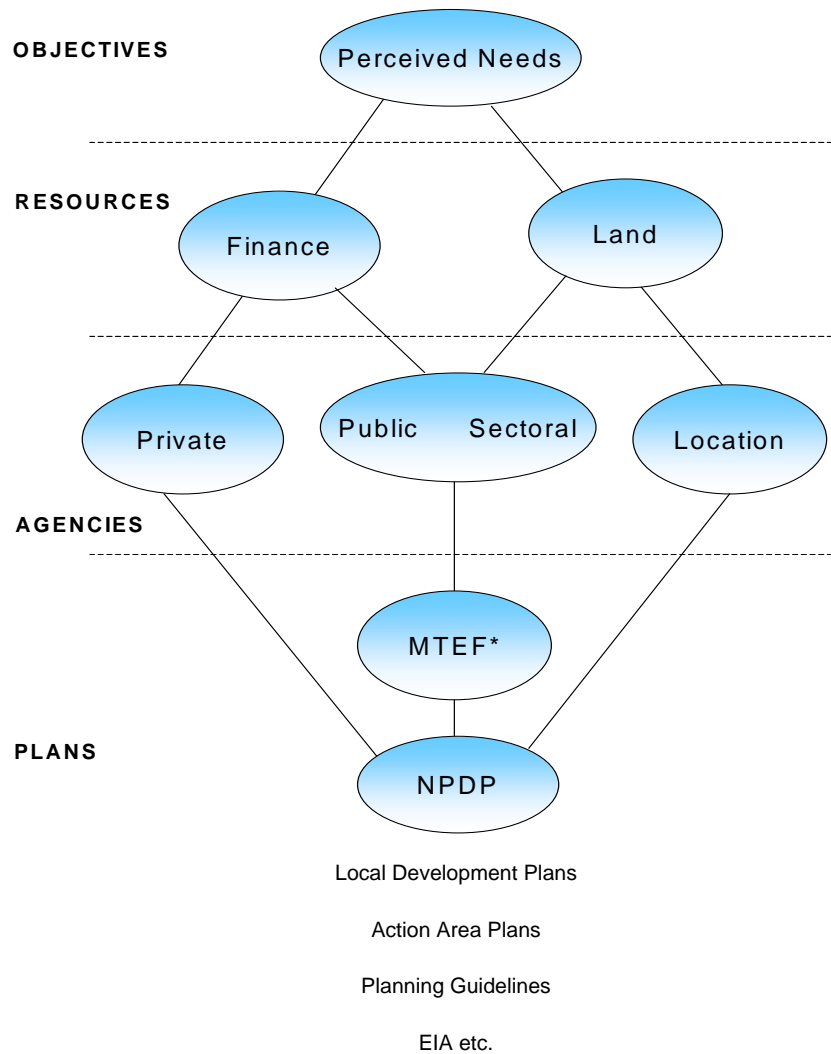 OBJECTIVES
Perceived Needs
RESOURCES
Finance
Land
Private
Public Sectoral
Location
AGENCIES
MTEF*
PLANS
NPDP
Local Development Plans
Action Area Plans
Planning Guidelines
EIA etc.